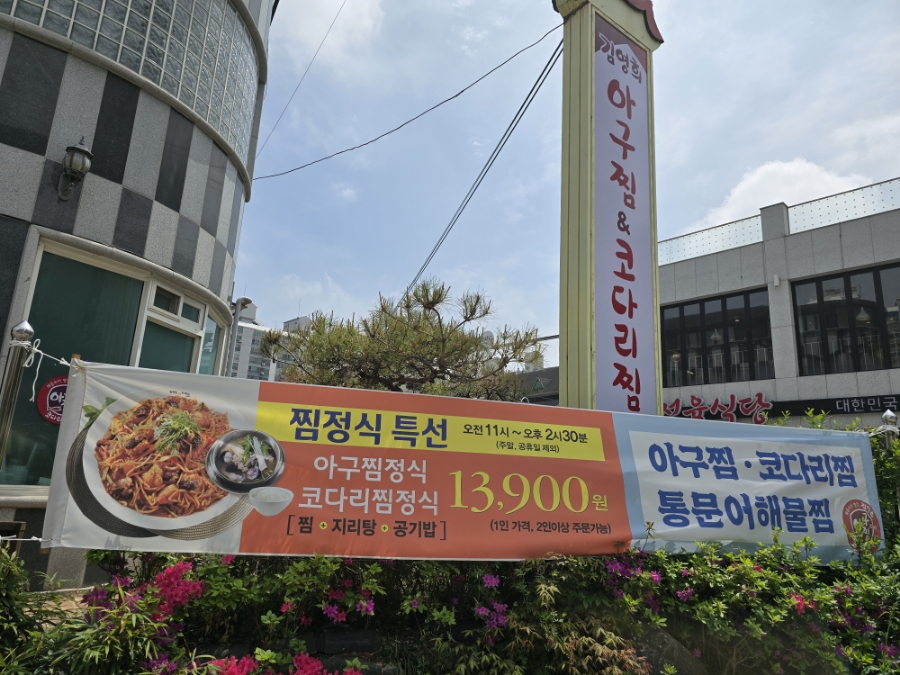 김영희
아구찜&코다리찜
찜정식 특선
오전 11시~오후 2시30분
(주말, 공휴일 제외)
아구찜정식
코다리찜정식
13,900원
[찜+지리탕+공기밥]
(1인 가격, 2인이상 주문가능)
아구찜·코다리찜
통문어해물찜
대한민국